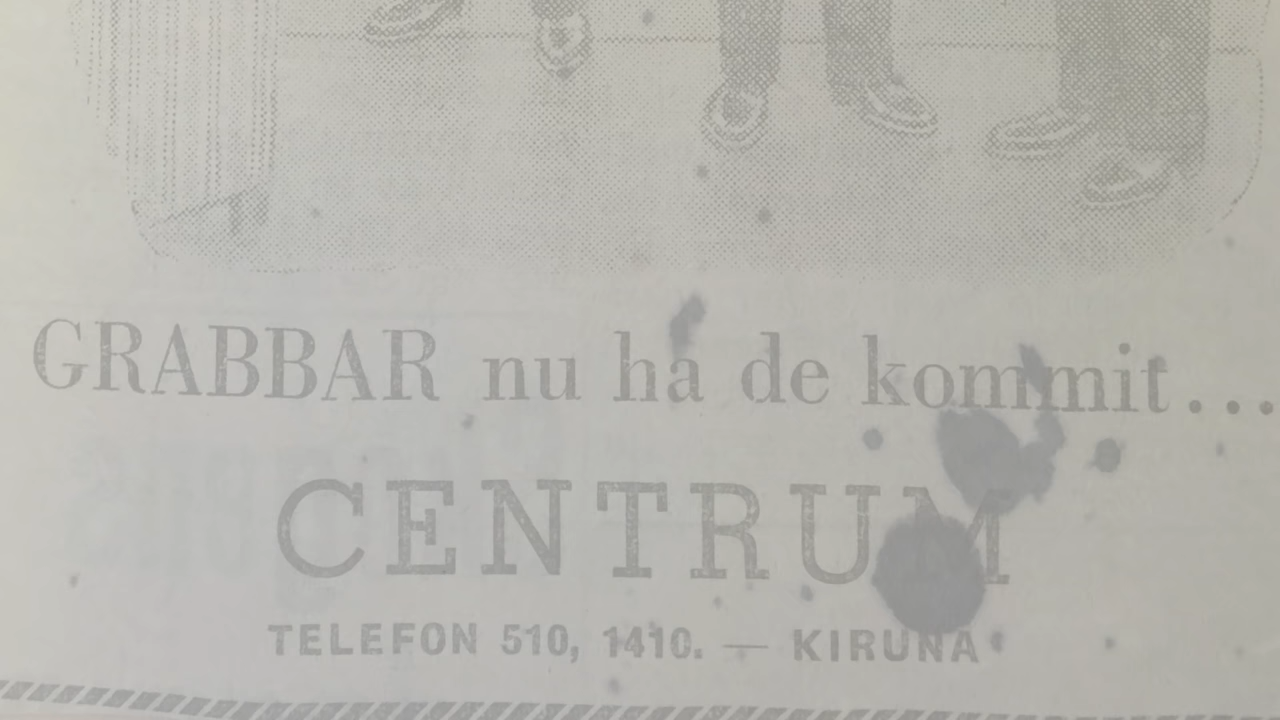 GRABBAR nu ha de kommit...
CENTRUM
TELEFON 510, 1410. — KIRUNA